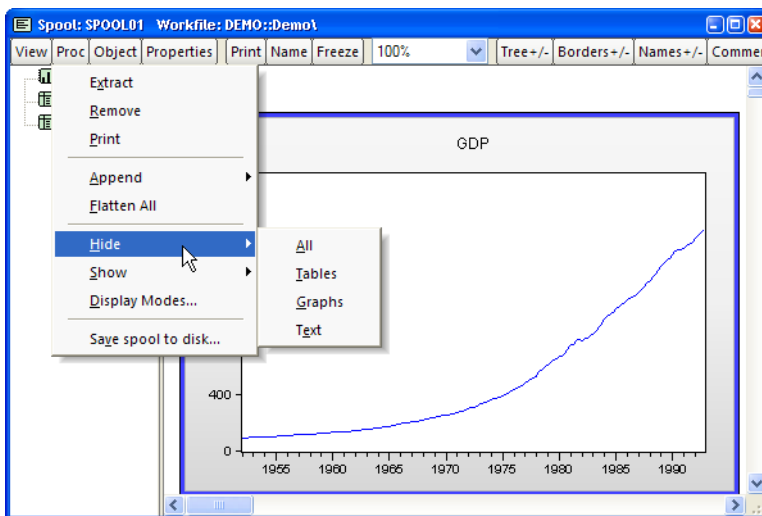 Spool: SPOOL01 Workfile: DEMO::Demo\
View Proc Object Properties Print Name Freeze 100% Tree+/- Borders+/- Names+/- Comme
Extract
Remove
Print
Append
Flatten All
Hide
Show
Display Modes...
Save spool to disk...
All
Tables
Graphs
Text
GDP
400
0
1955 1960 1965 1970 1975 1980 1985 1990